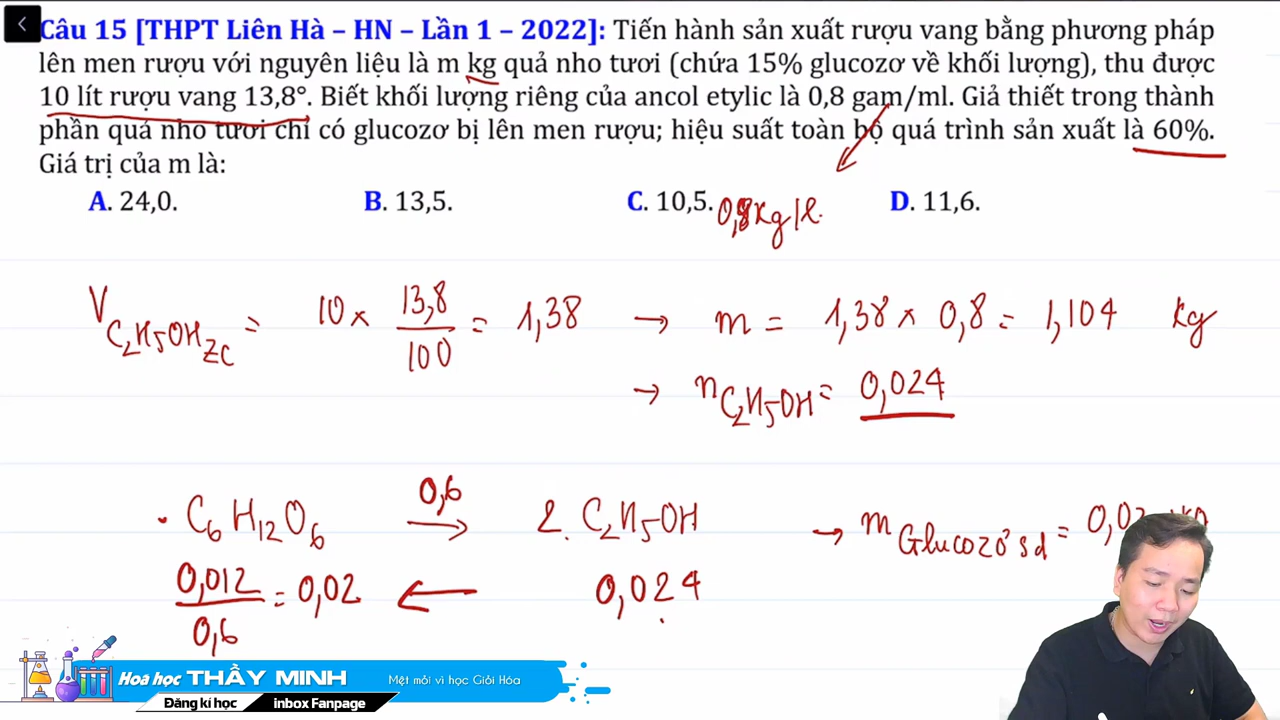 Câu 15 [THPT Liên Hà – HN – Lần 1 – 2022]: Tiến hành sản xuất rượu vang bằng phương pháp
lên men rượu với nguyên liệu là m kg quả nho tươi (chứa 15% glucozơ về khối lượng), thu được
10 lít rượu vang 13,8°. Biết khối lượng riêng của ancol etylic là 0,8 gam/ml. Giả thiết trong thành
phần quả nho tươi chỉ có glucozơ bị lên men rượu; hiệu suất toàn bộ quá trình sản xuất là 60%.
Giá trị của m là:
A. 24,0. B. 13,5. C. 10,5. D. 11,6.
0,8kg/l.
V C2H5OH ZC = 10 × 13,8/100 = 1,38 → m = 1,38 × 0,8 = 1,104 kg
→ n C2H5OH = 0,024
C6H12O6 0,6 → 2. C2H5OH → m Glucozơ sd = 0,02
0,012/0,6 = 0,02 ← 0,024
Hoá học THẦY MINH
Mệt mỏi vì học Giỏi Hóa
Đăng kí học inbox Fanpage